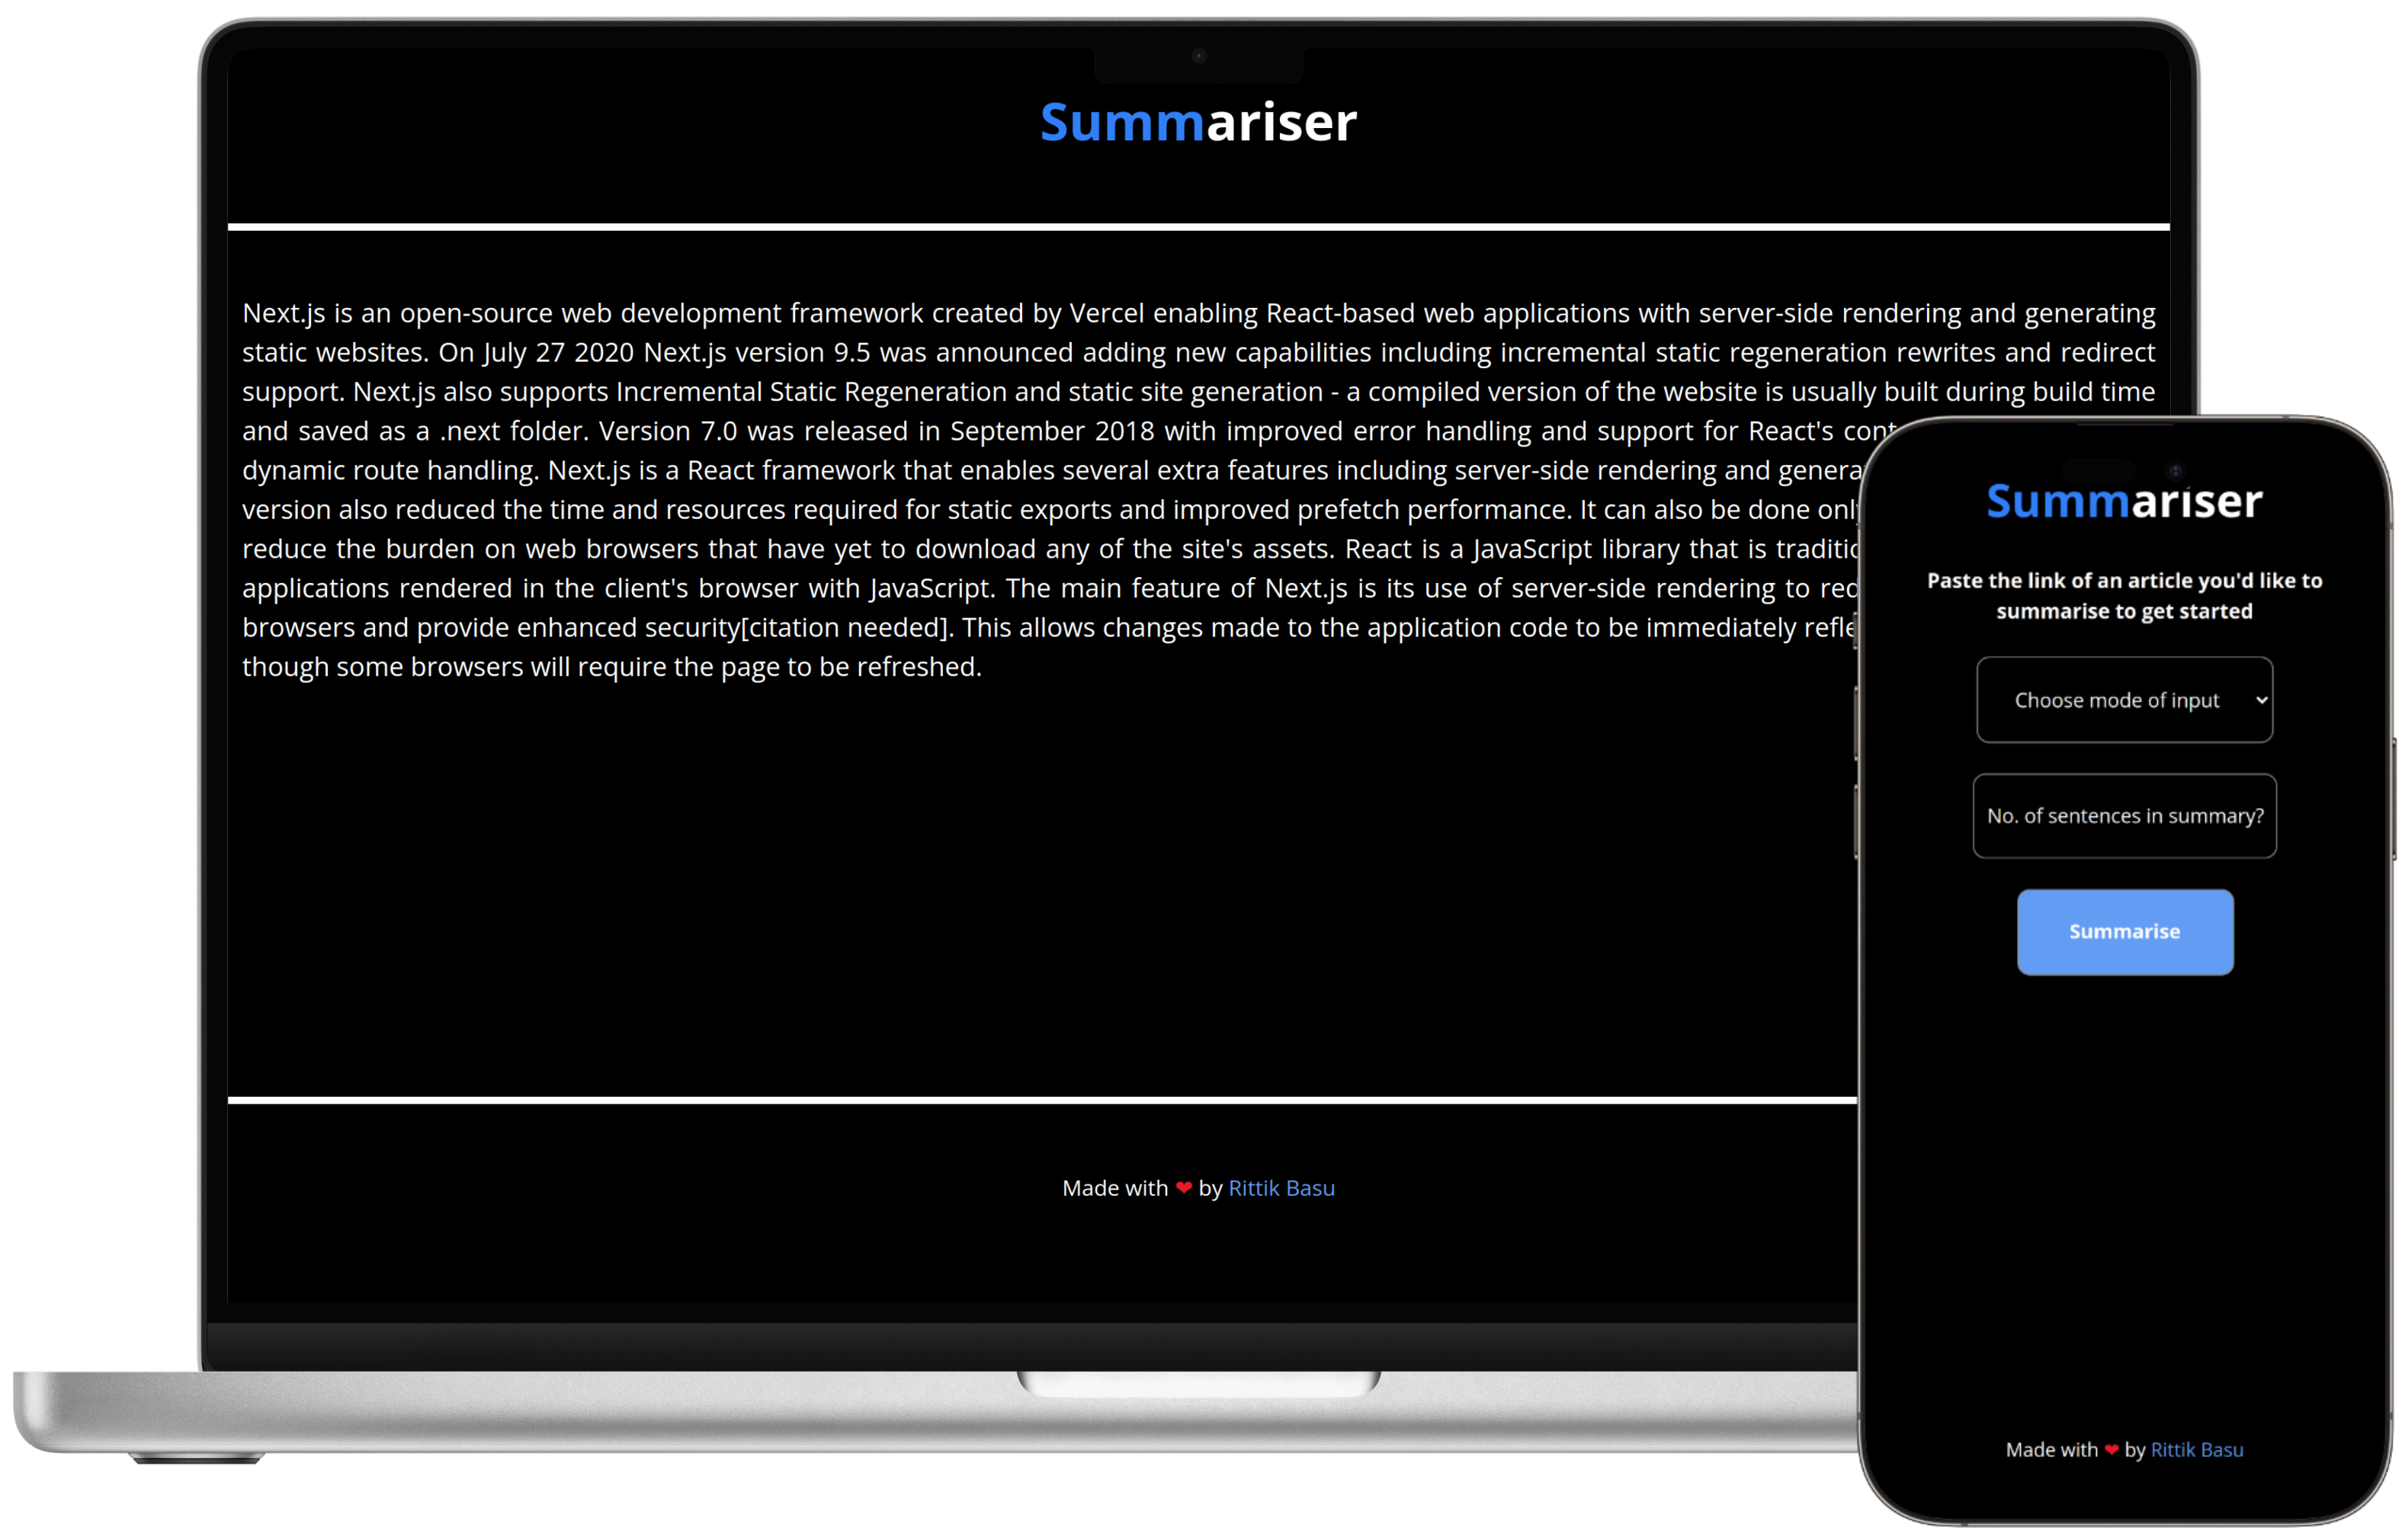 Summariser
Next.js is an open-source web development framework created by Vercel enabling React-based web applications with server-side rendering and generating
static websites. On July 27 2020 Next.js version 9.5 was announced adding new capabilities including incremental static regeneration rewrites and redirect
support. Next.js also supports Incremental Static Regeneration and static site generation - a compiled version of the website is usually built during build time
and saved as a .next folder. Version 7.0 was released in September 2018 with improved error handling and support for React's
dynamic route handling. Next.js is a React framework that enables several extra features including server-side rendering and
version also reduced the time and resources required for static exports and improved prefetch performance. It can also be done
reduce the burden on web browsers that have yet to download any of the site's assets. React is a JavaScript library that is
applications rendered in the client's browser with JavaScript. The main feature of Next.js is its use of server-side rendering to
browsers and provide enhanced security[citation needed]. This allows changes made to the application code to be immediately
though some browsers will require the page to be refreshed.
Made with ❤ by Rittik Basu
Summariser
Paste the link of an article you'd like to
summarise to get started
Choose mode of input
No. of sentences in summary?
Summarise
Made with ❤ by Rittik Basu